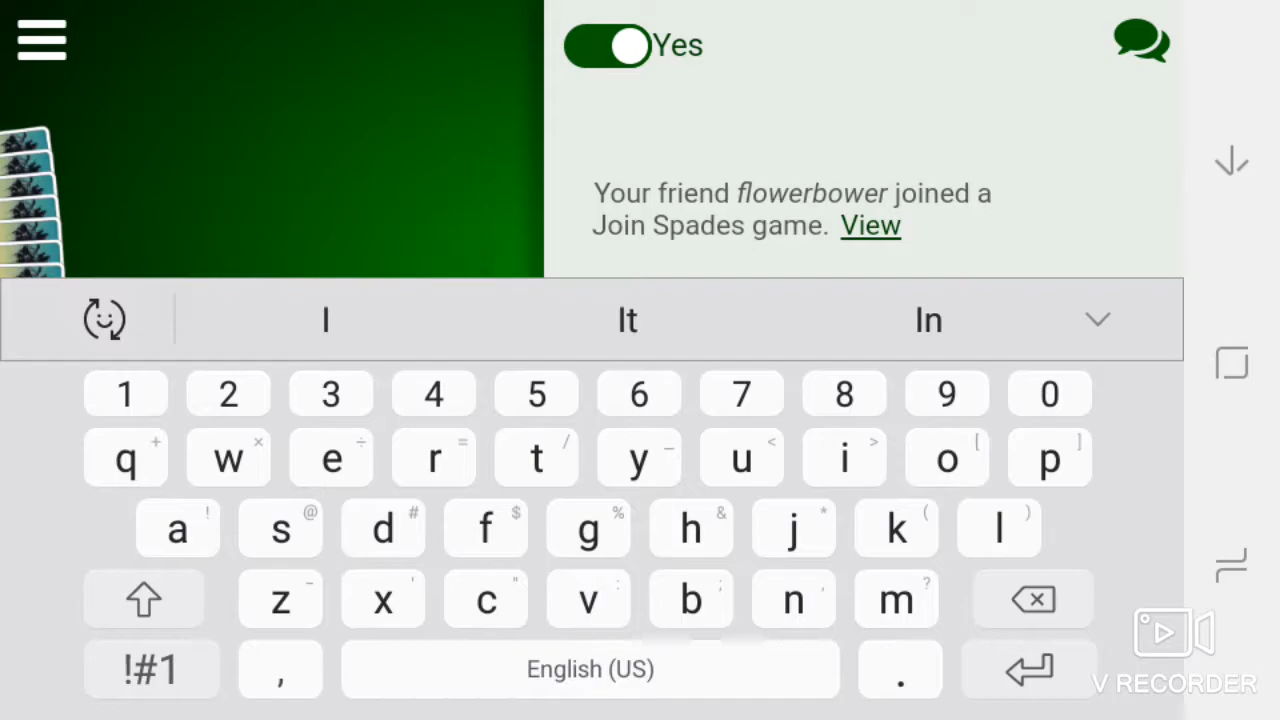 Yes
Your friend flowerbower joined a
Join Spades game. View
I It In
1 2 3 4 5 6 7 8 9 0
+ × ÷ = / _ < > [ ]
q w e r t y u i o p
! @ # $ % & * ( )
a s d f g h j k l
- ' " : ; , ?
z x c v b n m
!#1 , English (US) .
V RECORDER